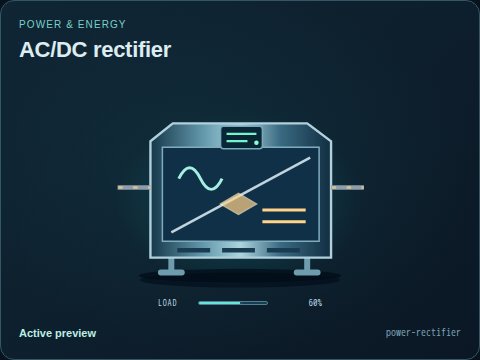 POWER & ENERGY
AC/DC rectifier
LOAD 60%
Active preview
power-rectifier